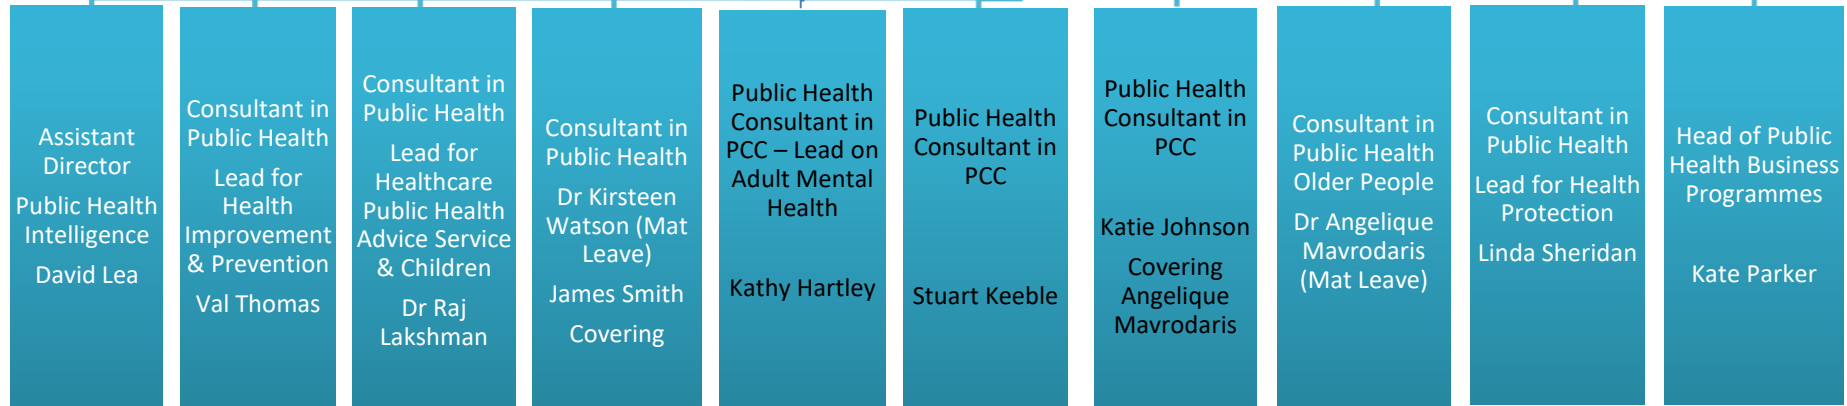 Assistant
Director
Public Health
Intelligence
David Lea
Consultant in
Public Health
Lead for
Health
Improvement
& Prevention
Val Thomas
Consultant in
Public Health
Lead for
Healthcare
Public Health
Advice Service
& Children
Dr Raj
Lakshman
Consultant in
Public Health
Dr Kirsteen
Watson (Mat
Leave)
James Smith
Covering
Public Health
Consultant in
PCC – Lead on
Adult Mental
Health
Kathy Hartley
Public Health
Consultant in
PCC
Stuart Keeble
Public Health
Consultant in
PCC
Katie Johnson
Covering
Angelique
Mavrodaris
Consultant in
Public Health
Older People
Dr Angelique
Mavrodaris
(Mat Leave)
Consultant in
Public Health
Lead for Health
Protection
Linda Sheridan
Head of Public
Health Business
Programmes
Kate Parker